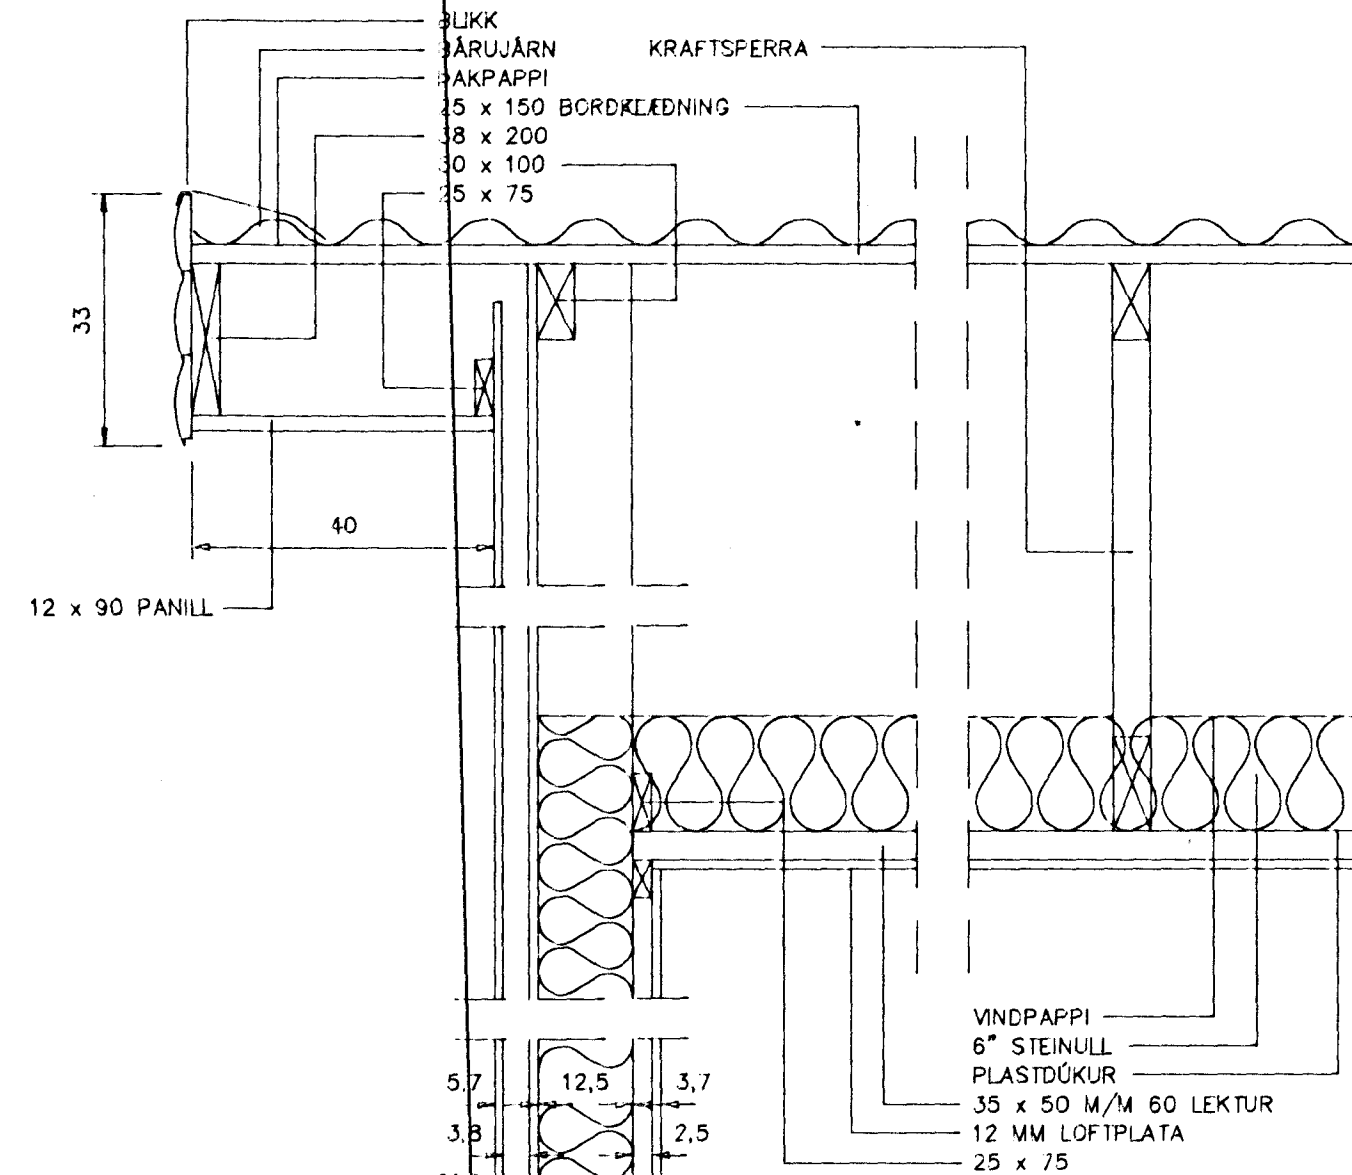 BLIKK
BÁRUJÁRN
KRAFTSPERRA
ÞAKPAPPI
25 x 150 BORDKLÆDNING
38 x 200
50 x 100
25 x 75
33
40
12 x 90 PANILL
VINDPAPPI
6" STEINULL
PLASTDÚKUR
35 x 50 M/M 60 LEKTUR
12 MM LOFTPLATA
25 x 75
5,7 12,5 3,7
3,8 2,5